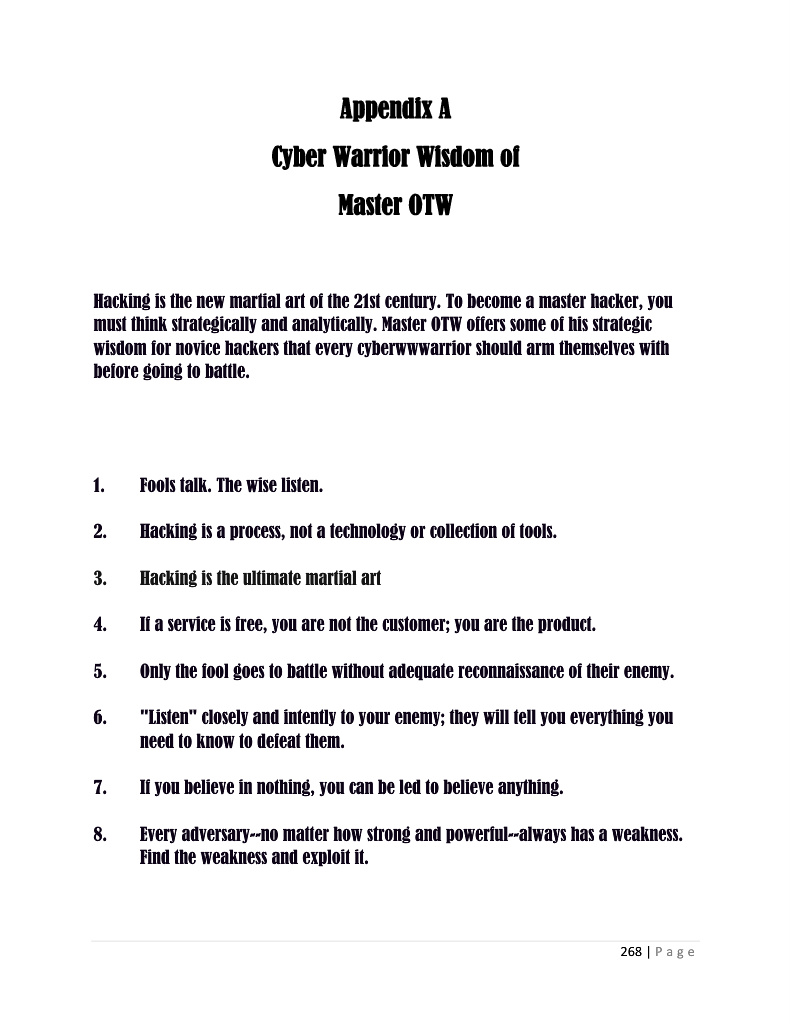 Appendix A
Cyber Warrior Wisdom of
Master OTW
Hacking is the new martial art of the 21st century. To become a master hacker, you
must think strategically and analytically. Master OTW offers some of his strategic
wisdom for novice hackers that every cyberwwwarrior should arm themselves with
before going to battle.
1. Fools talk. The wise listen.
2. Hacking is a process, not a technology or collection of tools.
3. Hacking is the ultimate martial art
4. If a service is free, you are not the customer; you are the product.
5. Only the fool goes to battle without adequate reconnaissance of their enemy.
6. "Listen" closely and intently to your enemy; they will tell you everything you
need to know to defeat them.
7. If you believe in nothing, you can be led to believe anything.
8. Every adversary--no matter how strong and powerful--always has a weakness.
Find the weakness and exploit it.
268 | Page